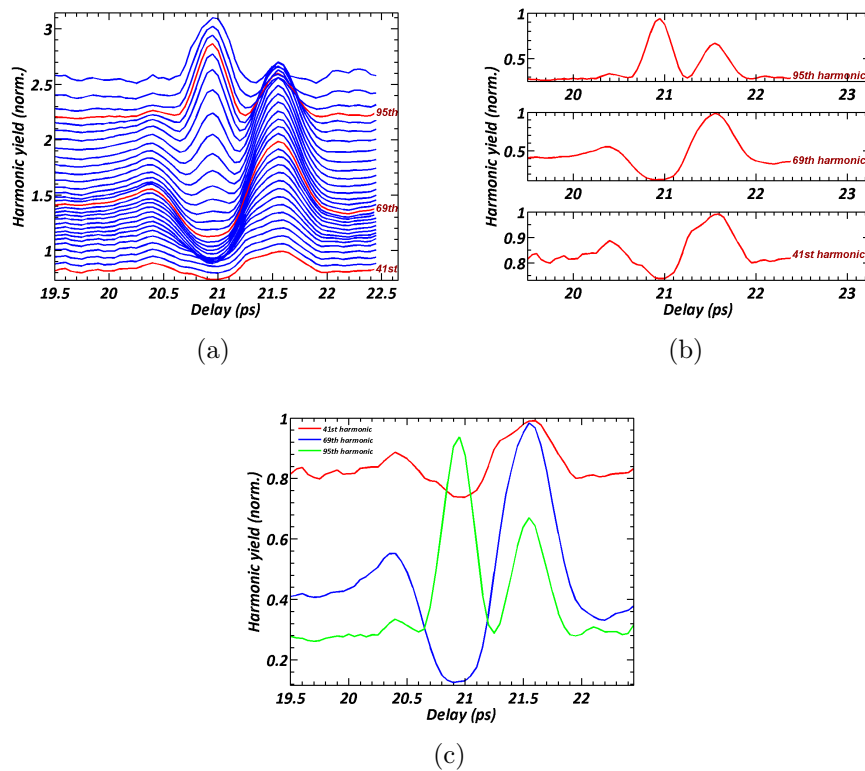 3
2.5
2
1.5
1
Harmonic yield (norm.)
95th
69th
41st
19.5 20 20.5 21 21.5 22 22.5
Delay (ps)
(a)
1
0.5
95th harmonic
20 21 22 23
1
0.5
69th harmonic
20 21 22 23
1
0.9
0.8
41st harmonic
20 21 22 23
Harmonic yield (norm.)
Delay (ps)
(b)
1
0.8
0.6
0.4
0.2
Harmonic yield (norm.)
41st harmonic
69th harmonic
95th harmonic
19.5 20 20.5 21 21.5 22
Delay (ps)
(c)